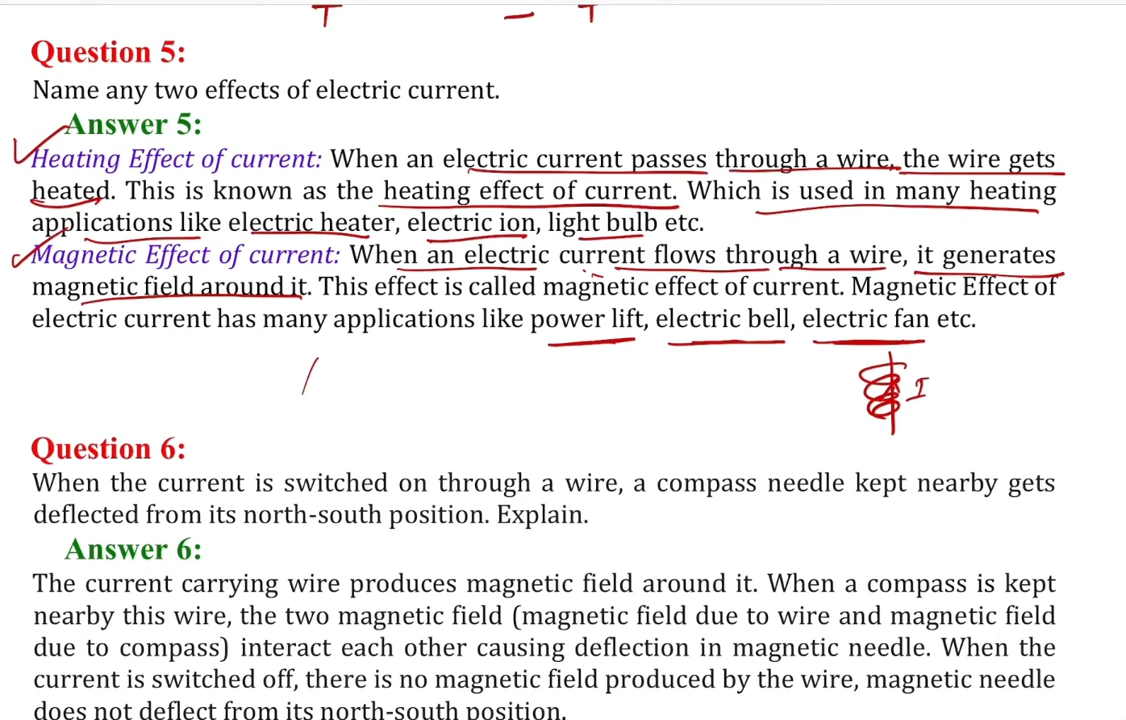 Question 5:
Name any two effects of electric current.
Answer 5:
Heating Effect of current: When an electric current passes through a wire, the wire gets
heated. This is known as the heating effect of current. Which is used in many heating
applications like electric heater, electric ion, light bulb etc.
Magnetic Effect of current: When an electric current flows through a wire, it generates
magnetic field around it. This effect is called magnetic effect of current. Magnetic Effect of
electric current has many applications like power lift, electric bell, electric fan etc.
I
Question 6:
When the current is switched on through a wire, a compass needle kept nearby gets
deflected from its north-south position. Explain.
Answer 6:
The current carrying wire produces magnetic field around it. When a compass is kept
nearby this wire, the two magnetic field (magnetic field due to wire and magnetic field
due to compass) interact each other causing deflection in magnetic needle. When the
current is switched off, there is no magnetic field produced by the wire, magnetic needle
does not deflect from its north-south position.